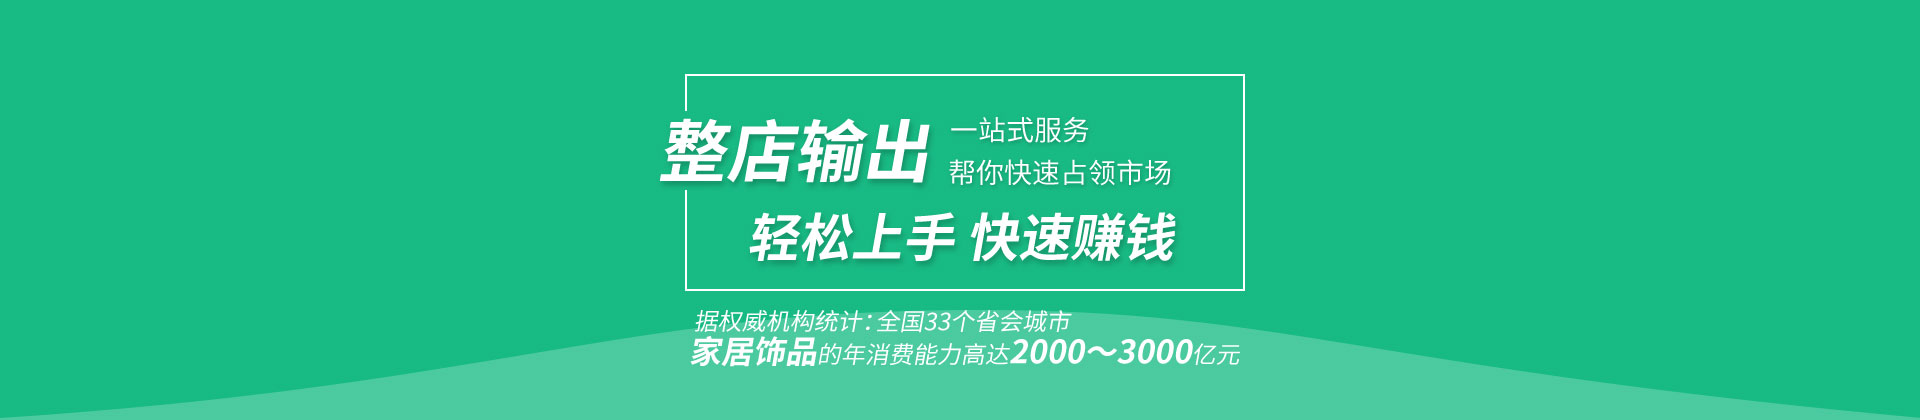 整店输出
一站式服务
帮你快速占领市场
轻松上手 快速赚钱
据权威机构统计：全国33个省会城市
家居饰品的年消费能力高达2000～3000亿元